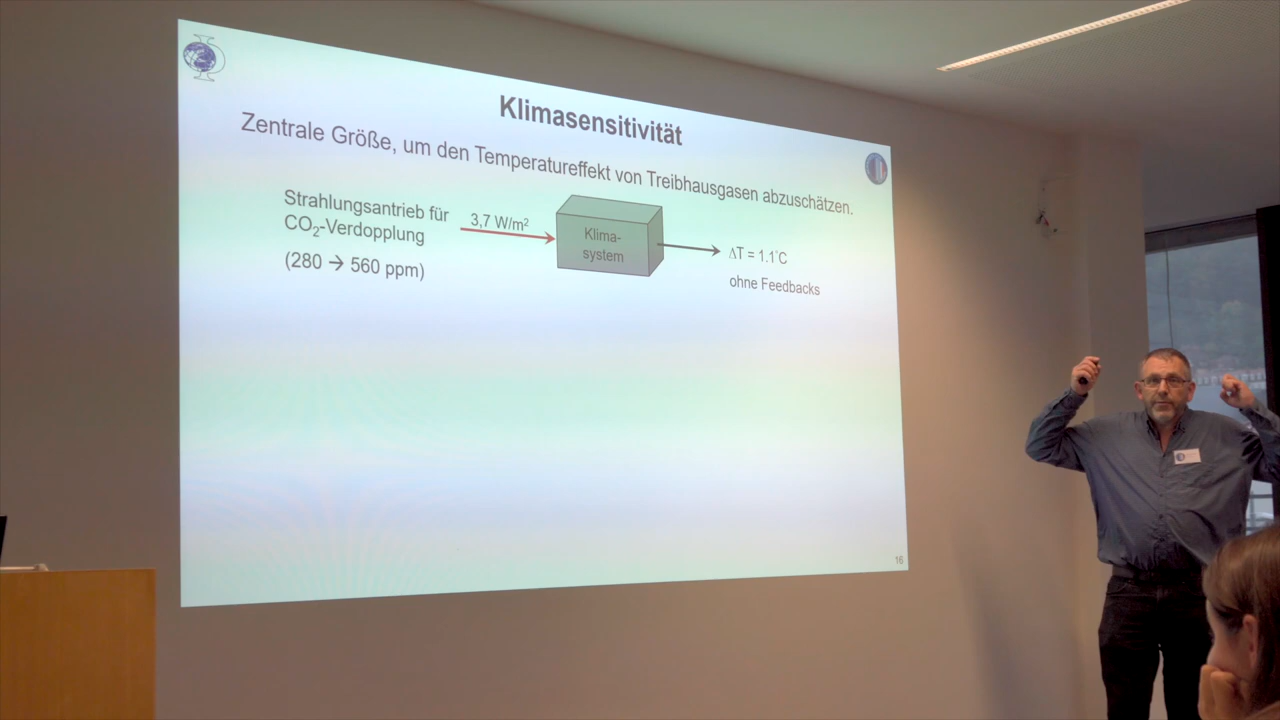 Klimasensitivität
Zentrale Größe, um den Temperatureffekt von Treibhausgasen abzuschätzen.
Strahlungsantrieb für
CO₂-Verdopplung
(280 → 560 ppm)
3,7 W/m²
Klima-
system
ΔT = 1.1°C
ohne Feedbacks
16